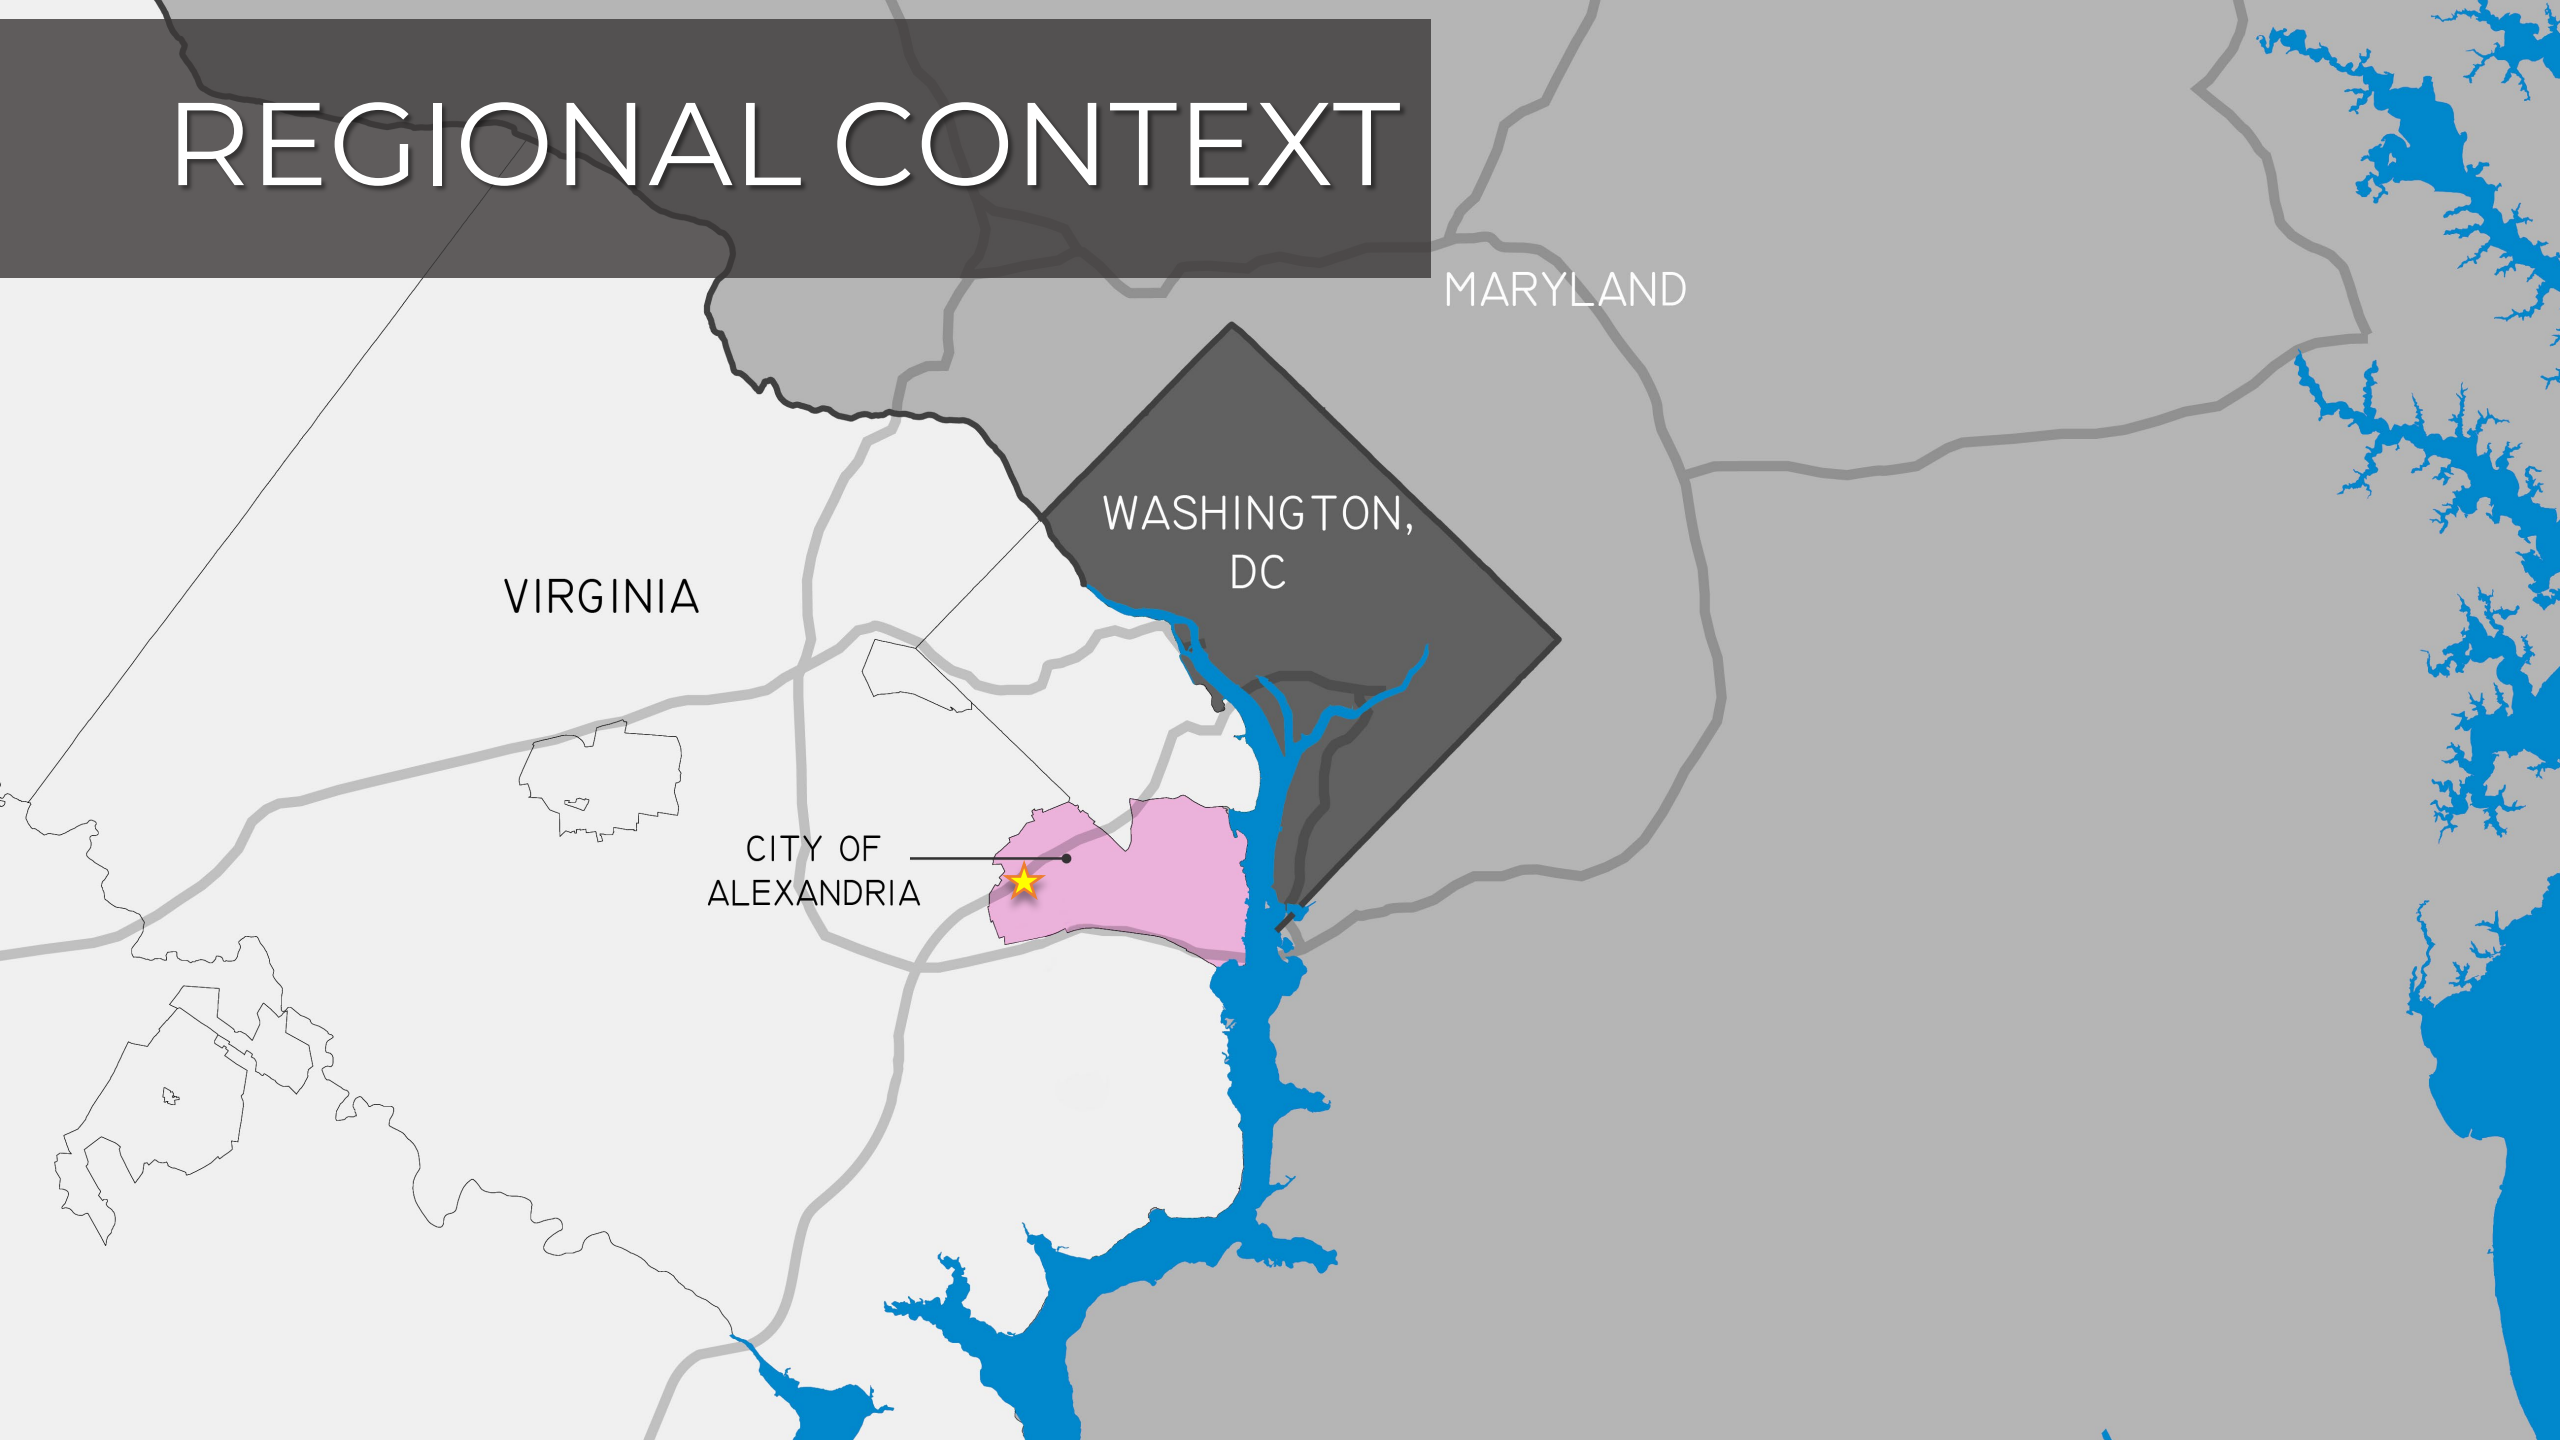 REGIONAL CONTEXT
MARYLAND
WASHINGTON,
DC
VIRGINIA
CITY OF
ALEXANDRIA